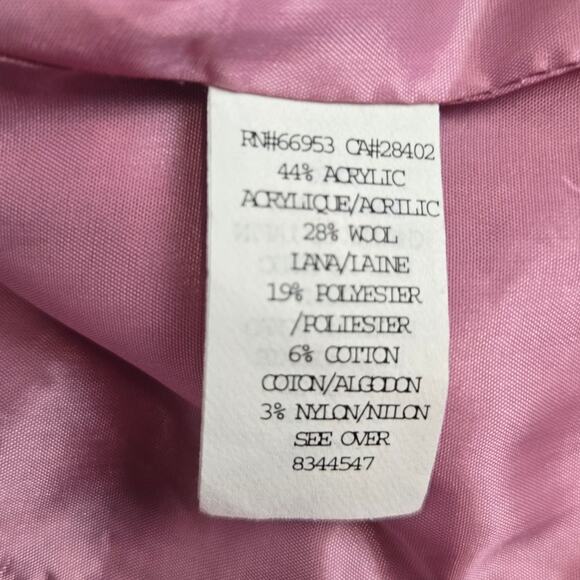 RN#66953 CA#28402
44% ACRYLIC
ACRYLIQUE/ACRILIC
28% WOOL
LANA/LAINE
19% POLYESTER
/POLIESTER
6% COTTON
COTON/ALGODON
3% NYLON/NILON
SEE OVER
8344547